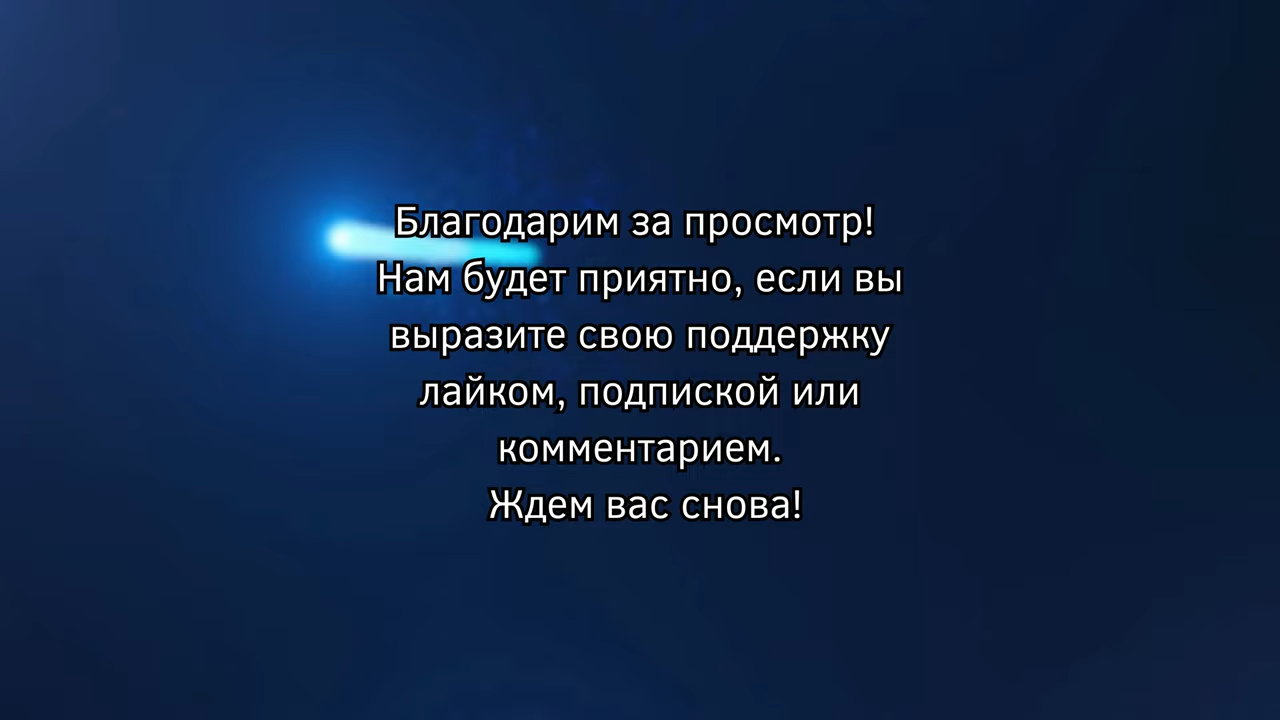 Благодарим за просмотр!
Нам будет приятно, если вы
выразите свою поддержку
лайком, подпиской или
комментарием.
Ждем вас снова!